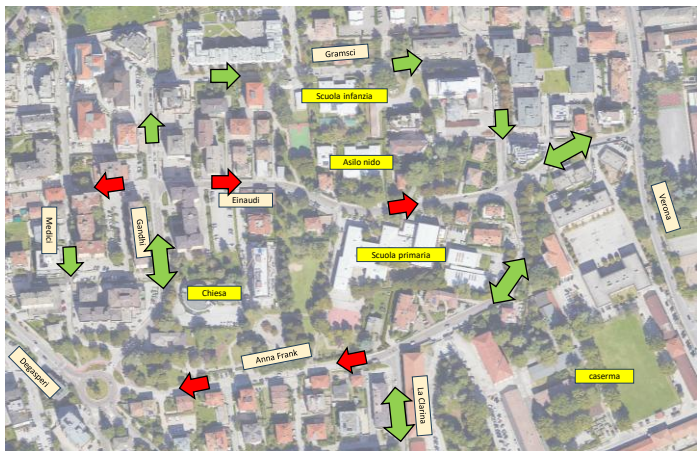 Gramsci
Scuola infanzia
Asilo nido
Einaudi
Verona
Medici
Gandhi
Scuola primaria
Chiesa
Anna Frank
Degasperi
caserma
La Clarina